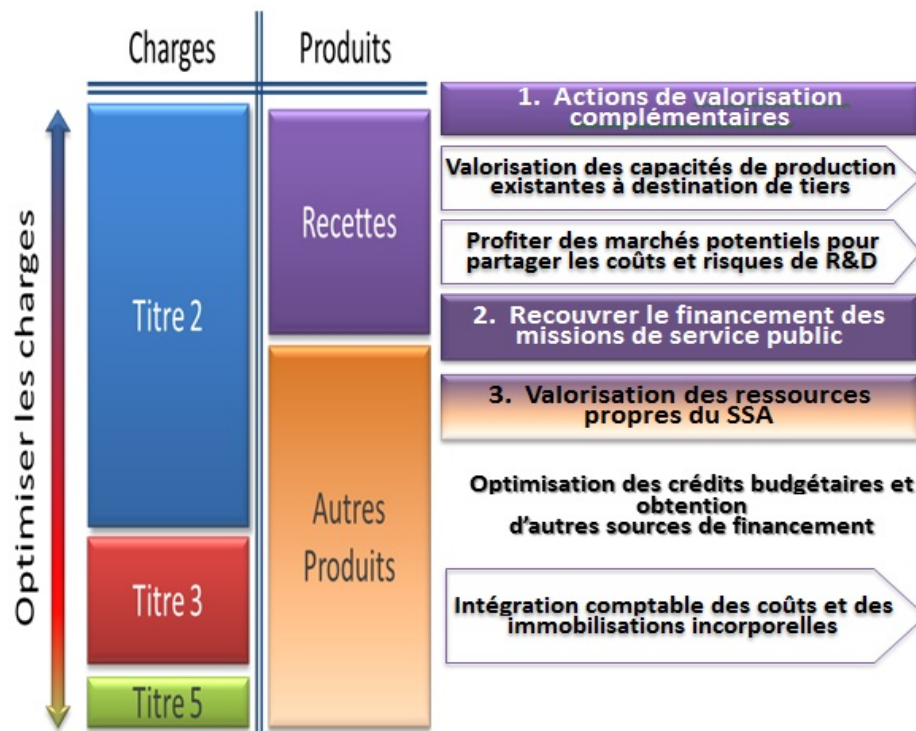 Charges
Produits
Optimiser les charges
Titre 2
Titre 3
Titre 5
Recettes
Autres
Produits
1. Actions de valorisation
complémentaires
Valorisation des capacités de production
existantes à destination de tiers
Profiter des marchés potentiels pour
partager les coûts et risques de R&D
2. Recouvrer le financement des
missions de service public
3. Valorisation des ressources
propres du SSA
Optimisation des crédits budgétaires et
obtention
d'autres sources de financement
Intégration comptable des coûts et des
immobilisations incorporelles